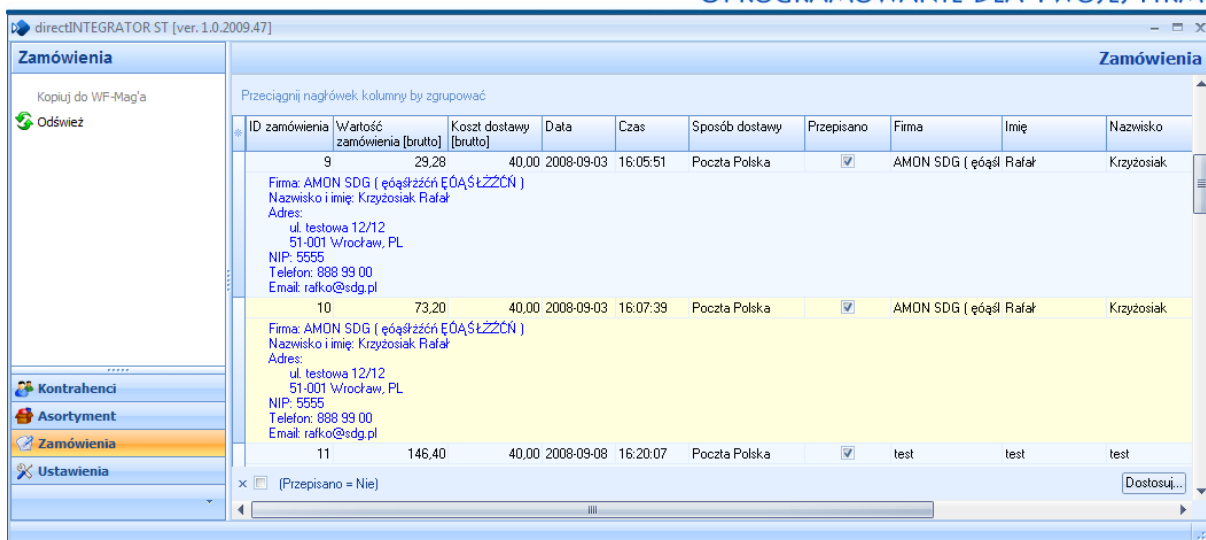 OPROGRAMOWANIE DLA TWOJEJ FIRM
directINTEGRATOR ST [ver. 1.0.2009.47]
Zamówienia
Zamówienia
Kopiuj do WF-Mag'a
Odśwież
Kontrahenci
Asortyment
Zamówienia
Ustawienia
Przeciągnij nagłówek kolumny by zgrupować
ID zamówienia Wartość zamówienia [brutto] Koszt dostawy [brutto] Data Czas Sposób dostawy Przepisano Firma Imię Nazwisko
9 29,28 40,00 2008-09-03 16:05:51 Poczta Polska AMON SDG ( ęóąśl Rafał Krzyżosiak
Firma: AMON SDG ( ęóąśłżźćń ĘÓĄŚŁŻŹĆŃ )
Nazwisko i imię: Krzyżosiak Rafał
Adres:
ul. testowa 12/12
51-001 Wrocław, PL
NIP: 5555
Telefon: 888 99 00
Email: rafko@sdg.pl
10 73,20 40,00 2008-09-03 16:07:39 Poczta Polska AMON SDG ( ęóąśl Rafał Krzyżosiak
Firma: AMON SDG ( ęóąśłżźćń ĘÓĄŚŁŻŹĆŃ )
Nazwisko i imię: Krzyżosiak Rafał
Adres:
ul. testowa 12/12
51-001 Wrocław, PL
NIP: 5555
Telefon: 888 99 00
Email: rafko@sdg.pl
11 146,40 40,00 2008-09-08 16:20:07 Poczta Polska test test test
(Przepisano = Nie)
Dostosuj...